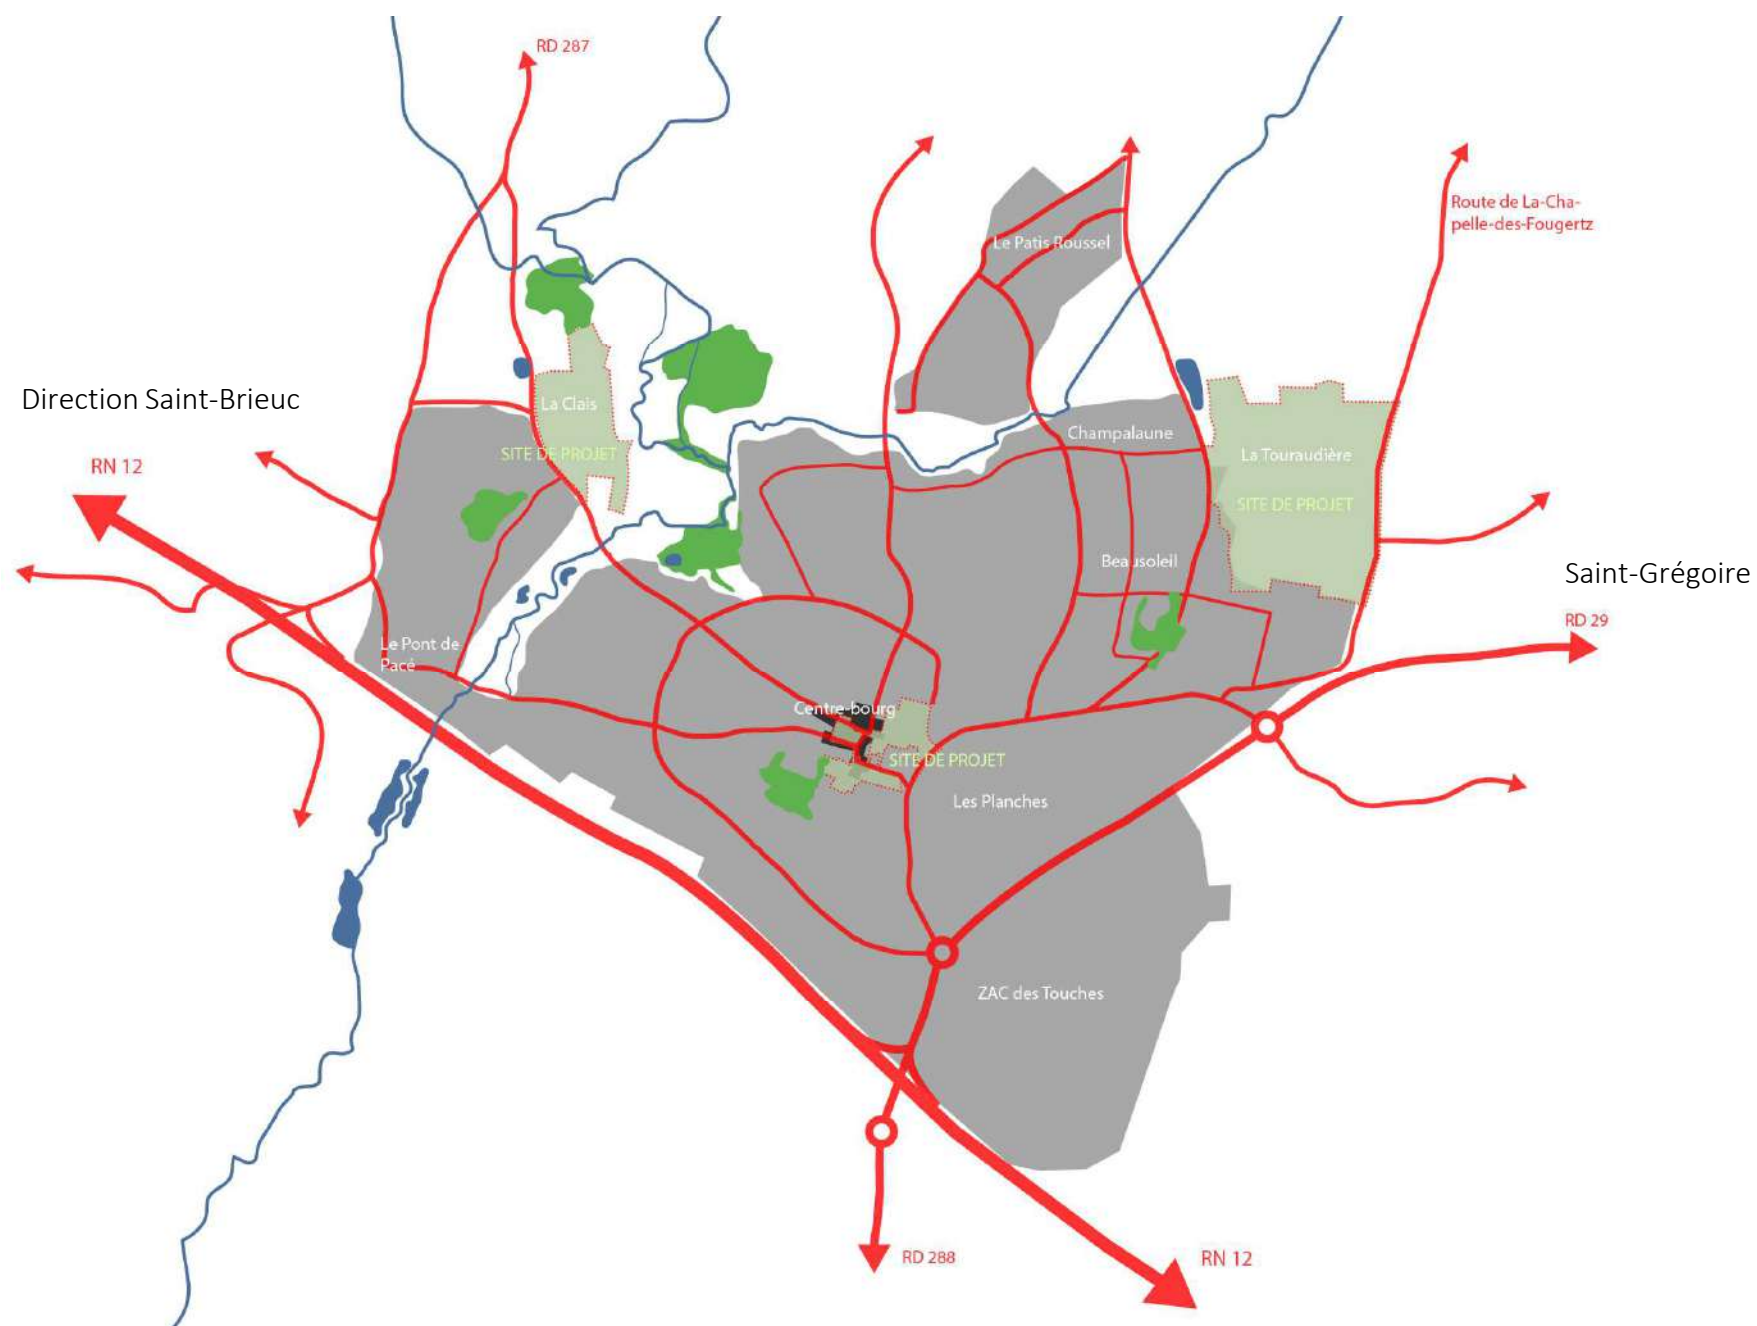 RD 287
Route de La-Cha-
pelle-des-Fougertz
Le Patis Roussel
Direction Saint-Brieuc
La Clais
Champalaune
SITE DE PROJET
La Touraudière
RN 12
SITE DE PROJET
Beausoleil
Saint-Grégoire
RD 29
Le Pont de
Pacé
Centre-bourg
SITE DE PROJET
Les Planches
ZAC des Touches
RD 288
RN 12